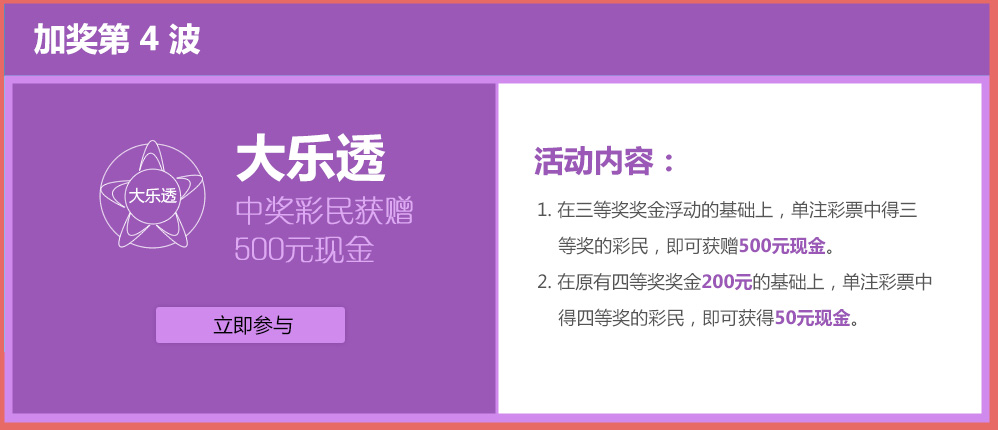 加奖第 4 波
大乐透
大乐透
中奖彩民获赠
500元现金
立即参与
活动内容：
1. 在三等奖奖金浮动的基础上，单注彩票中得三
等奖的彩民，即可获赠500元现金。
2. 在原有四等奖奖金200元的基础上，单注彩票中
得四等奖的彩民，即可获得50元现金。